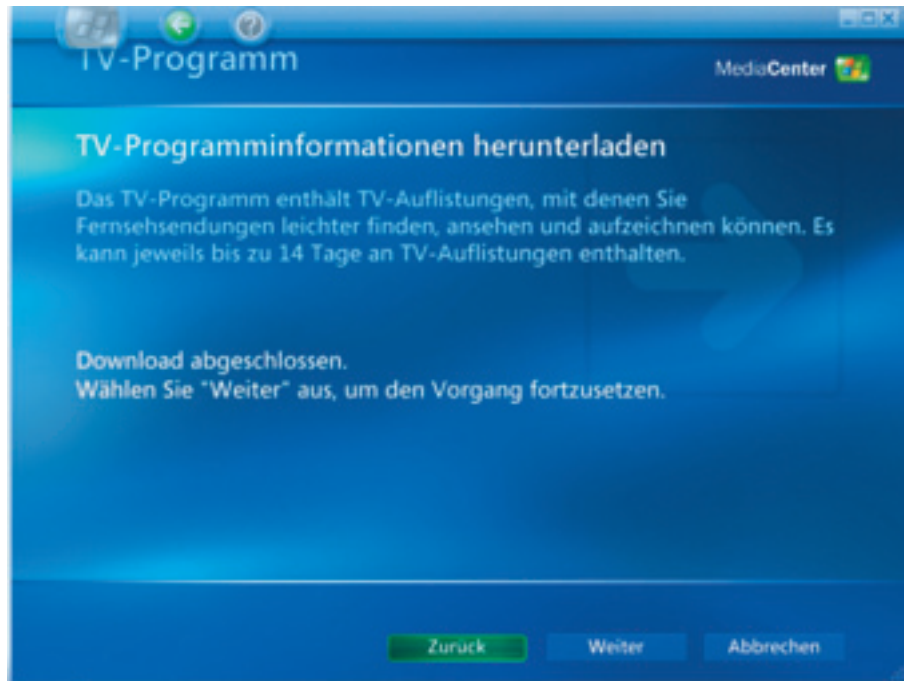 TV-Programm
MediaCenter
TV-Programminformationen herunterladen
Das TV-Programm enthält TV-Auflistungen, mit denen Sie
Fernsehsendungen leichter finden, ansehen und aufzeichnen können. Es
kann jeweils bis zu 14 Tage an TV-Auflistungen enthalten.
Download abgeschlossen.
Wählen Sie "Weiter" aus, um den Vorgang fortzusetzen.
Zurück Weiter Abbrechen